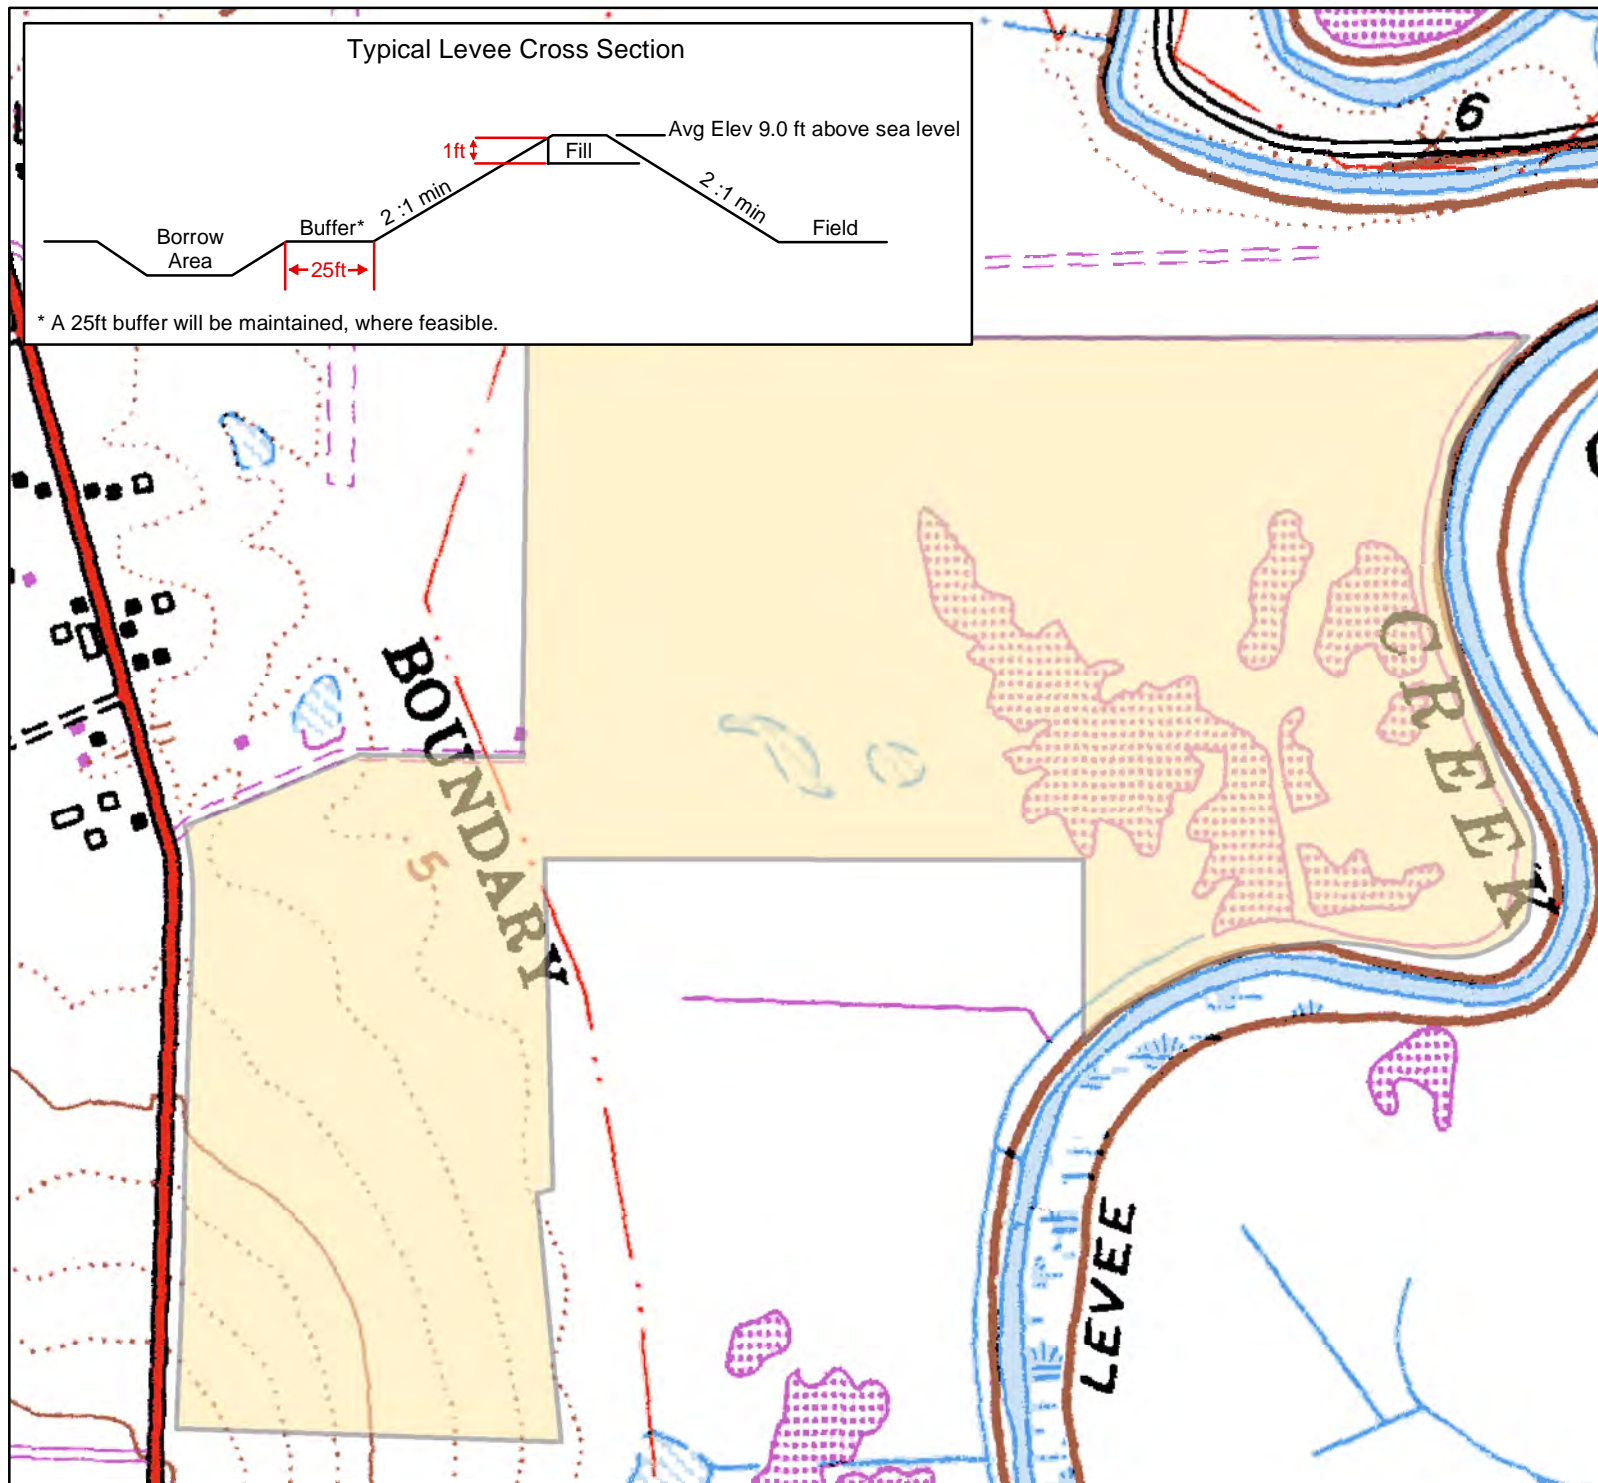 Typical Levee Cross Section
Avg Elev 9.0 ft above sea level
1ft
Fill
2 :1 min
2 :1 min
Buffer*
Field
Borrow
Area
25ft
* A 25ft buffer will be maintained, where feasible.
6
BOUNDARY
CREEK
5
LEVEE